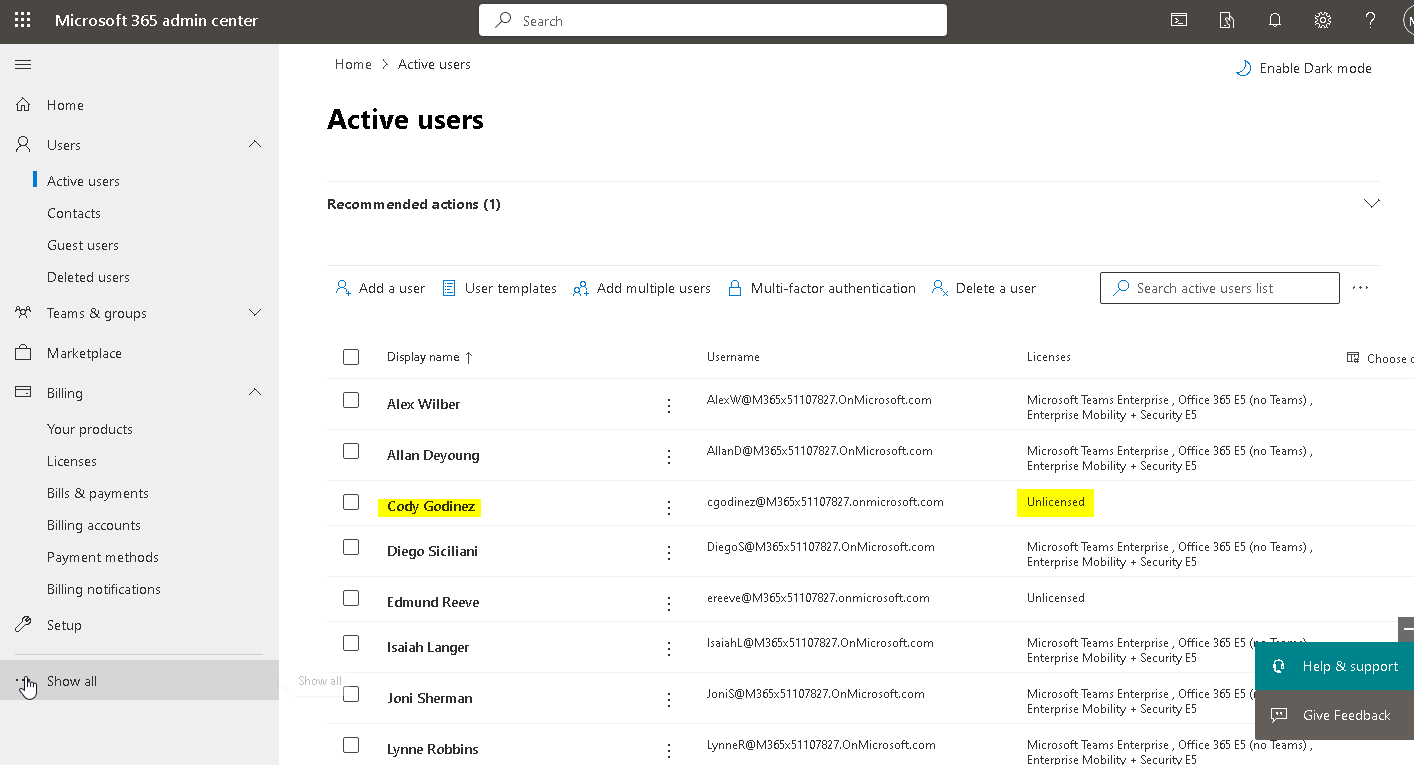 Microsoft 365 admin center
Search
M
Home > Active users
Enable Dark mode
Home
Users
Active users
Contacts
Guest users
Deleted users
Teams & groups
Marketplace
Billing
Your products
Licenses
Bills & payments
Billing accounts
Payment methods
Billing notifications
Setup
Show all
Show all
Active users
Recommended actions (1)
Add a user
User templates
Add multiple users
Multi-factor authentication
Delete a user
Search active users list
Display name ↑
Username
Licenses
Choose c
Alex Wilber
AlexW@M365x51107827.OnMicrosoft.com
Microsoft Teams Enterprise , Office 365 E5 (no Teams) ,
Enterprise Mobility + Security E5
Allan Deyoung
AllanD@M365x51107827.OnMicrosoft.com
Microsoft Teams Enterprise , Office 365 E5 (no Teams) ,
Enterprise Mobility + Security E5
Cody Godinez
cgodinez@M365x51107827.onmicrosoft.com
Unlicensed
Diego Siciliani
DiegoS@M365x51107827.OnMicrosoft.com
Microsoft Teams Enterprise , Office 365 E5 (no Teams) ,
Enterprise Mobility + Security E5
Edmund Reeve
ereeve@M365x51107827.onmicrosoft.com
Unlicensed
Isaiah Langer
IsaiahL@M365x51107827.OnMicrosoft.com
Microsoft Teams Enterprise , Office 365 E5 (no Teams) ,
Enterprise Mobility + Security E5
Joni Sherman
JoniS@M365x51107827.OnMicrosoft.com
Microsoft Teams Enterprise , Office 365 E5
Enterprise Mobility + Security E5
Lynne Robbins
LynneR@M365x51107827.OnMicrosoft.com
Microsoft Teams Enterprise , Office 365 E5 (no Teams) ,
Enterprise Mobility + Security E5
Help & support
Give Feedback